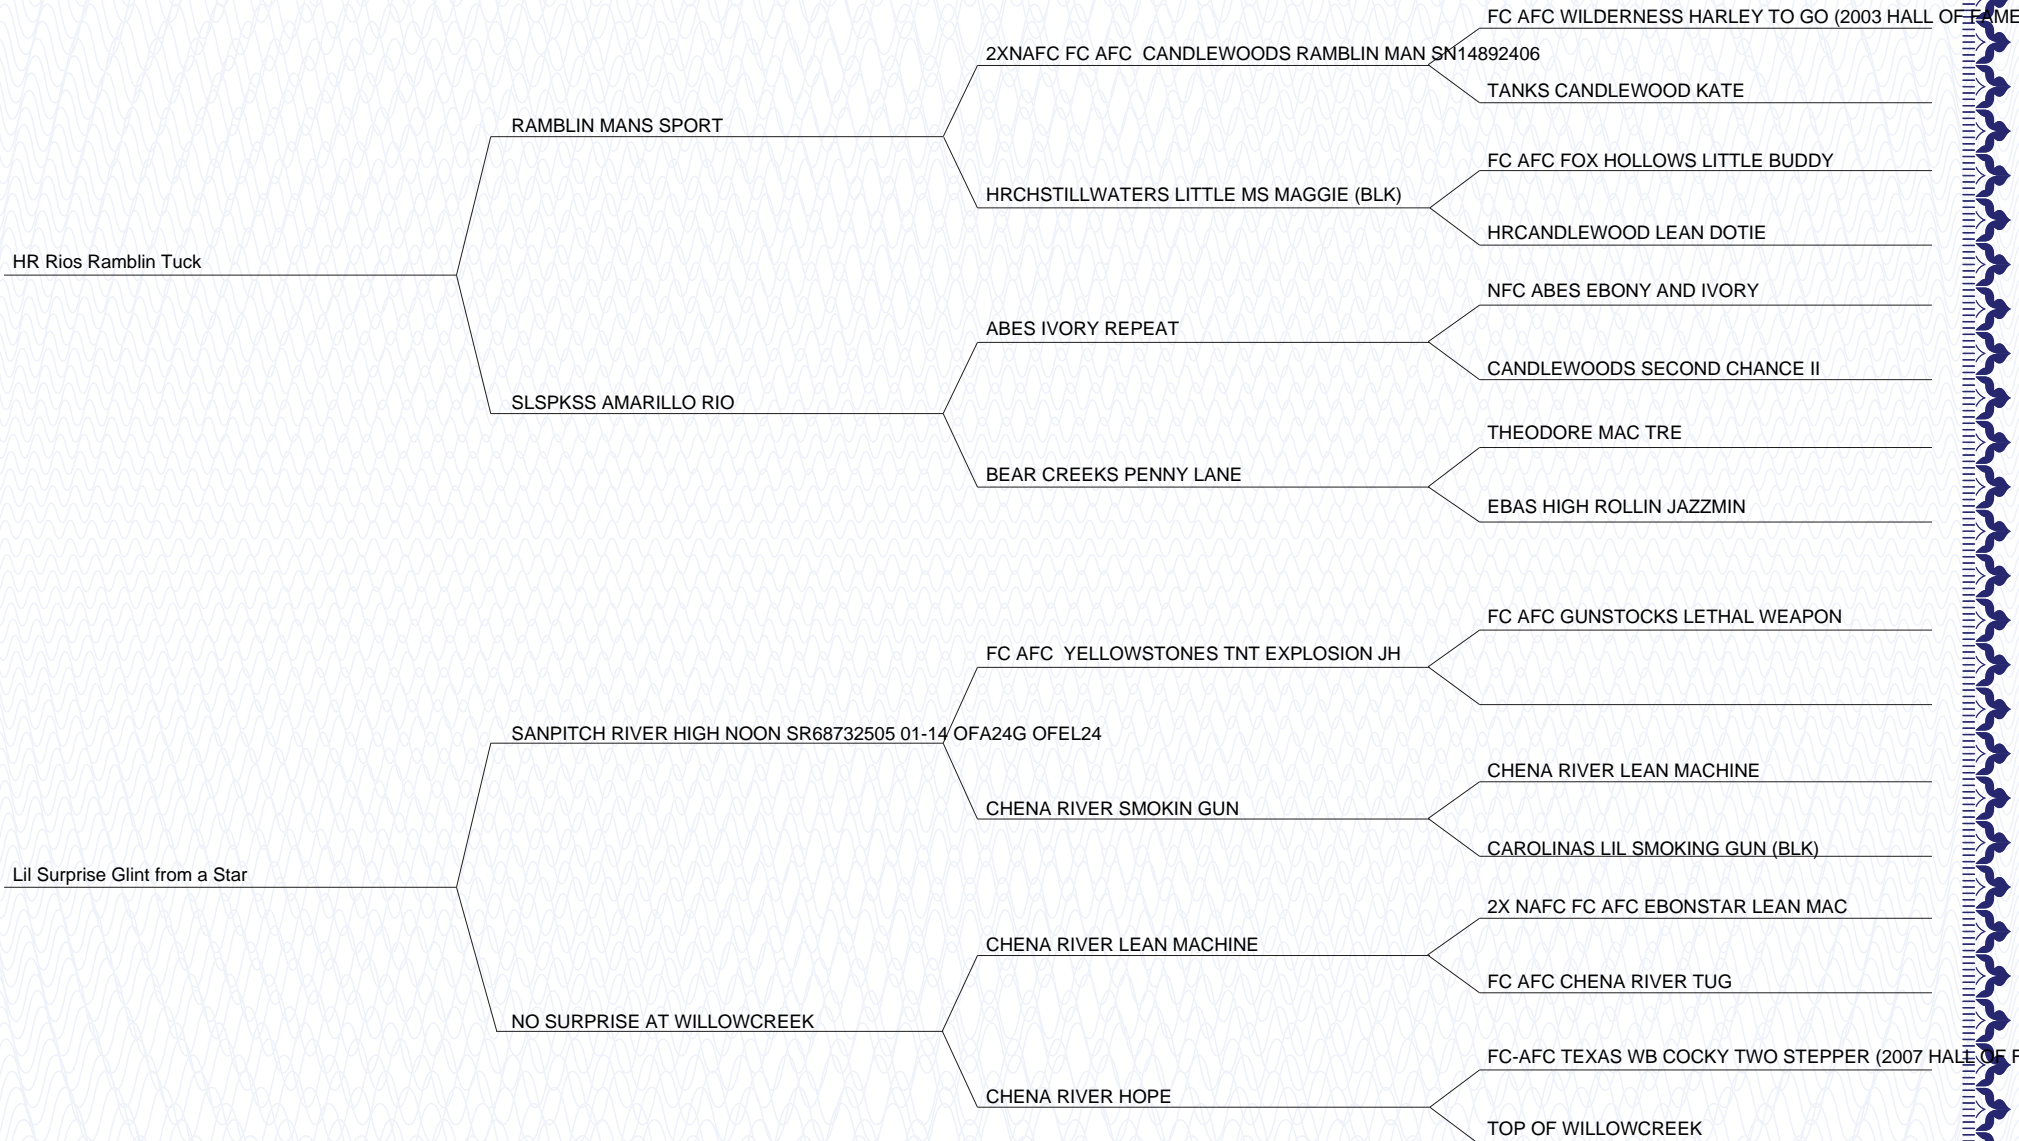 FC AFC WILDERNESS HARLEY TO GO (2003 HALL OF FAME
2XNAFC FC AFC  CANDLEWOODS RAMBLIN MAN SN14892406
TANKS CANDLEWOOD KATE
RAMBLIN MANS SPORT
FC AFC FOX HOLLOWS LITTLE BUDDY
HRCHSTILLWATERS LITTLE MS MAGGIE (BLK)
HRCANDLEWOOD LEAN DOTIE
HR Rios Ramblin Tuck
NFC ABES EBONY AND IVORY
ABES IVORY REPEAT
CANDLEWOODS SECOND CHANCE II
SLSPKSS AMARILLO RIO
THEODORE MAC TRE
BEAR CREEKS PENNY LANE
EBAS HIGH ROLLIN JAZZMIN
FC AFC GUNSTOCKS LETHAL WEAPON
FC AFC  YELLOWSTONES TNT EXPLOSION JH
SANPITCH RIVER HIGH NOON SR68732505 01-14 OFA24G OFEL24
CHENA RIVER LEAN MACHINE
CHENA RIVER SMOKIN GUN
CAROLINAS LIL SMOKING GUN (BLK)
Lil Surprise Glint from a Star
2X NAFC FC AFC EBONSTAR LEAN MAC
CHENA RIVER LEAN MACHINE
FC AFC CHENA RIVER TUG
NO SURPRISE AT WILLOWCREEK
FC-AFC TEXAS WB COCKY TWO STEPPER (2007 HALL OF F
CHENA RIVER HOPE
TOP OF WILLOWCREEK